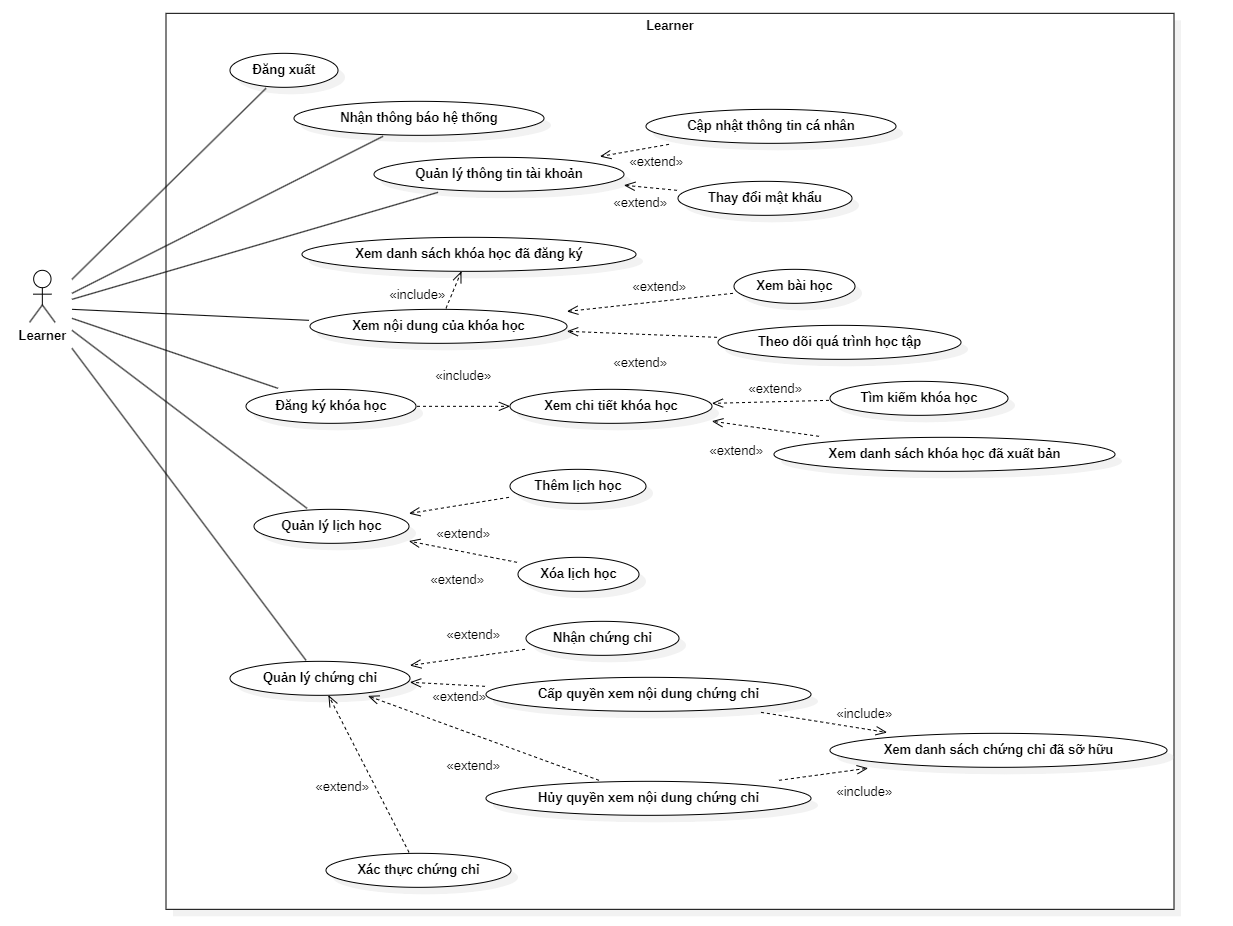 Learner
Đăng xuất
Nhận thông báo hệ thống
Cập nhật thông tin cá nhân
«extend»
Quản lý thông tin tài khoản
Thay đổi mật khẩu
«extend»
Xem danh sách khóa học đã đăng ký
Xem bài học
«extend»
«include»
Xem nội dung của khóa học
Learner
Theo dõi quá trình học tập
«extend»
«include»
«extend»
Đăng ký khóa học
Xem chi tiết khóa học
Tìm kiếm khóa học
«extend»
Xem danh sách khóa học đã xuất bản
Thêm lịch học
Quản lý lịch học
«extend»
Xóa lịch học
«extend»
«extend»
Nhận chứng chỉ
Quản lý chứng chỉ
«extend»
Cấp quyền xem nội dung chứng chỉ
«include»
Xem danh sách chứng chỉ đã sỡ hữu
«extend»
«extend»
Hủy quyền xem nội dung chứng chỉ
«include»
Xác thực chứng chỉ